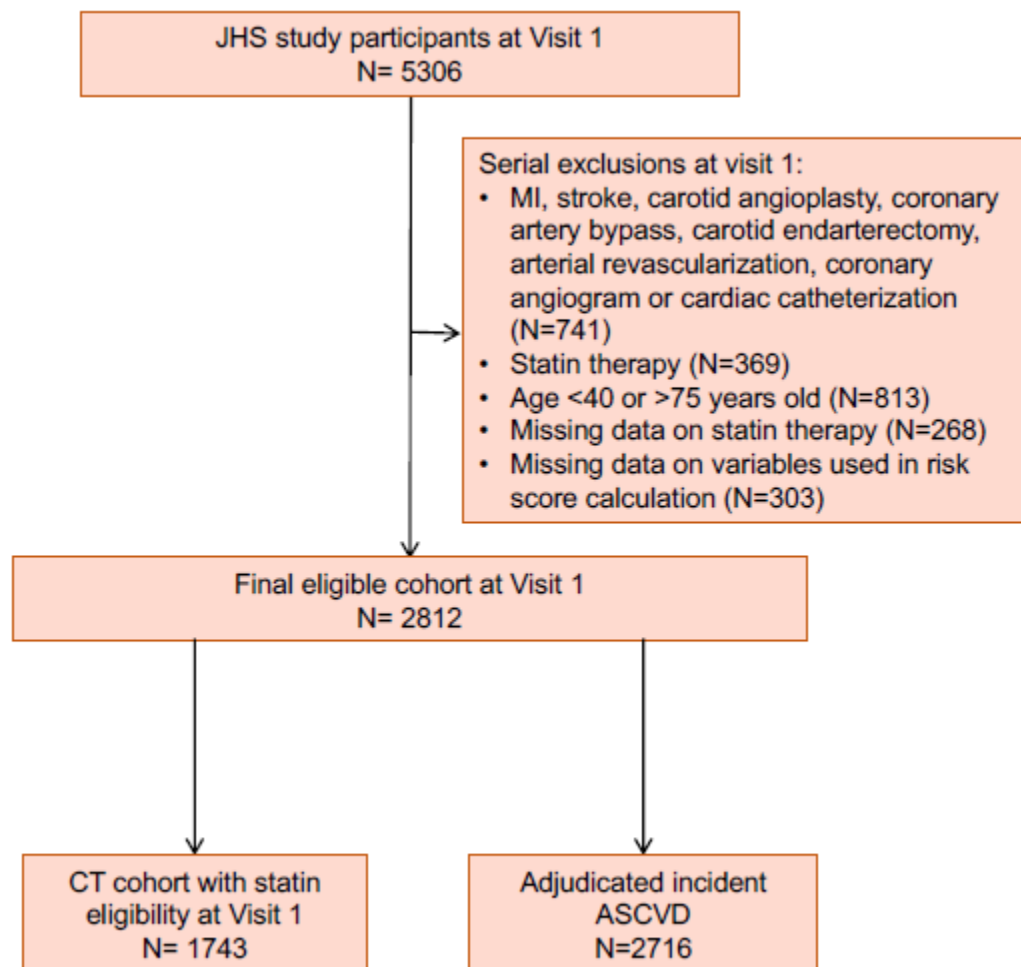 JHS study participants at Visit 1
N= 5306
Serial exclusions at visit 1:
• MI, stroke, carotid angioplasty, coronary
artery bypass, carotid endarterectomy,
arterial revascularization, coronary
angiogram or cardiac catheterization
(N=741)
• Statin therapy (N=369)
• Age <40 or >75 years old (N=813)
• Missing data on statin therapy (N=268)
• Missing data on variables used in risk
score calculation (N=303)
Final eligible cohort at Visit 1
N= 2812
CT cohort with statin
eligibility at Visit 1
N= 1743
Adjudicated incident
ASCVD
N=2716